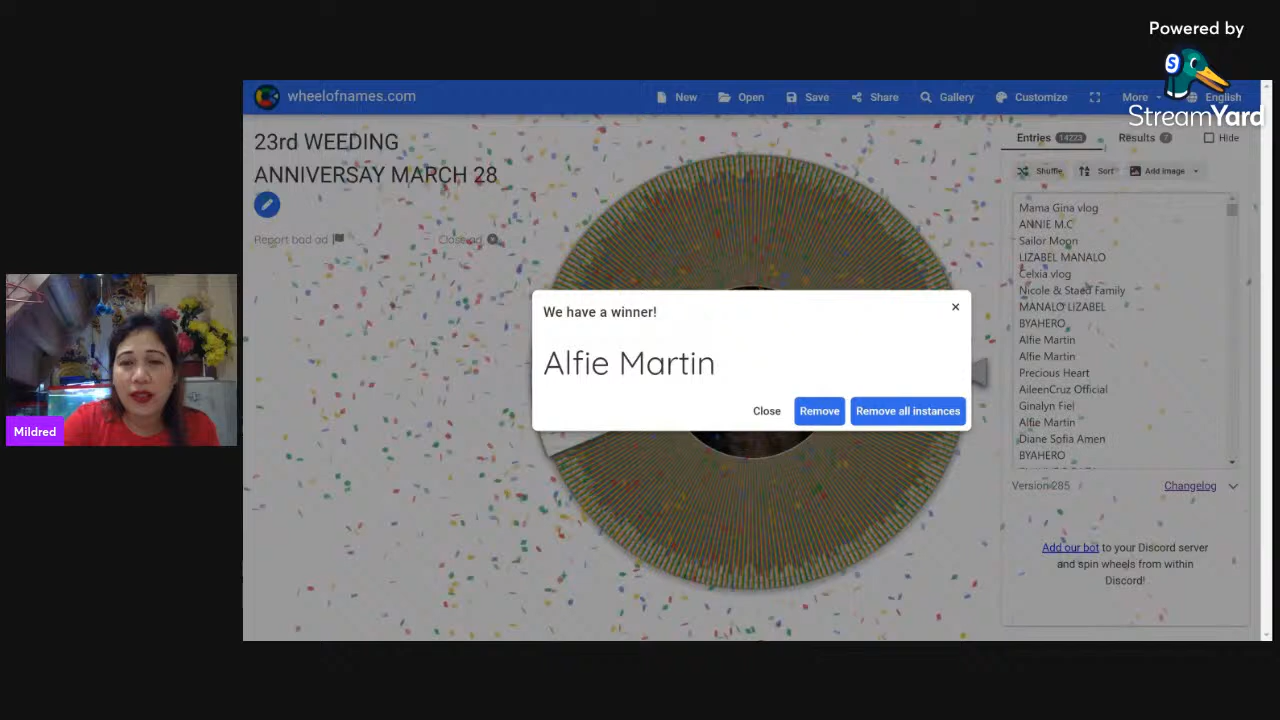 Powered by
StreamYard
wheelofnames.com
New
Open
Save
Share
Gallery
Customize
More
English
23rd WEEDING
ANNIVERSAY MARCH 28
Report bad ad
Close ad
Entries 14223
Results 7
Hide
Shuffle
Sort
Add image
Mama Gina vlog
ANNIE M.C
Sailor Moon
LIZABEL MANALO
Celxia vlog
Nicole & Staed Family
MANALO LIZABEL
BYAHERO
Alfie Martin
Alfie Martin
Precious Heart
AileenCruz Official
Ginalyn Fiel
Alfie Martin
Diane Sofia Amen
BYAHERO
We have a winner!
Alfie Martin
Close
Remove
Remove all instances
Version 285
Changelog
Add our bot to your Discord server
and spin wheels from within
Discord!
Mildred